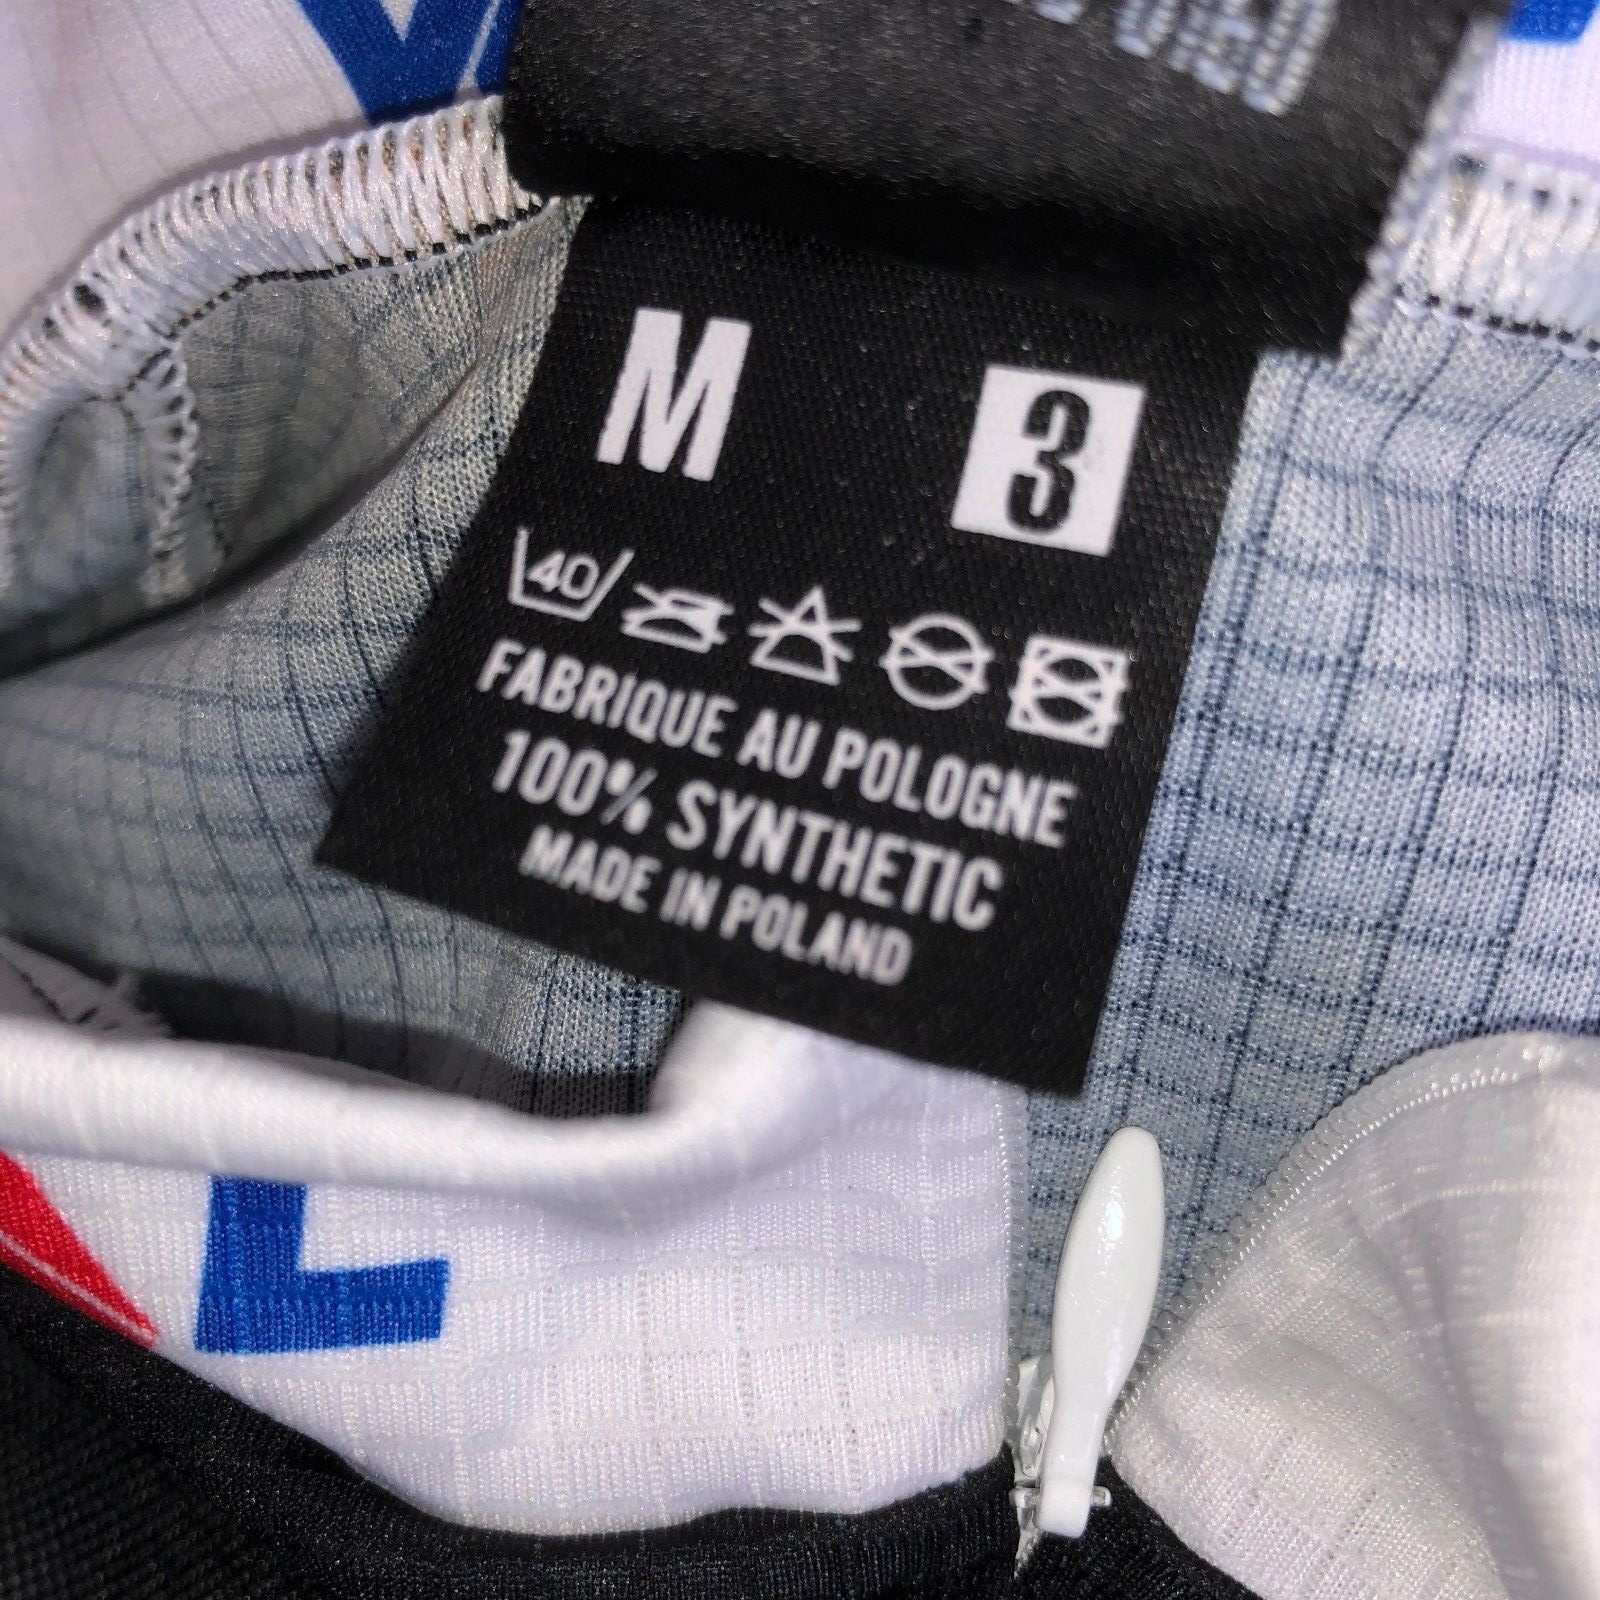 M 3
40
FABRIQUE AU POLOGNE
100% SYNTHETIC
MADE IN POLAND
L